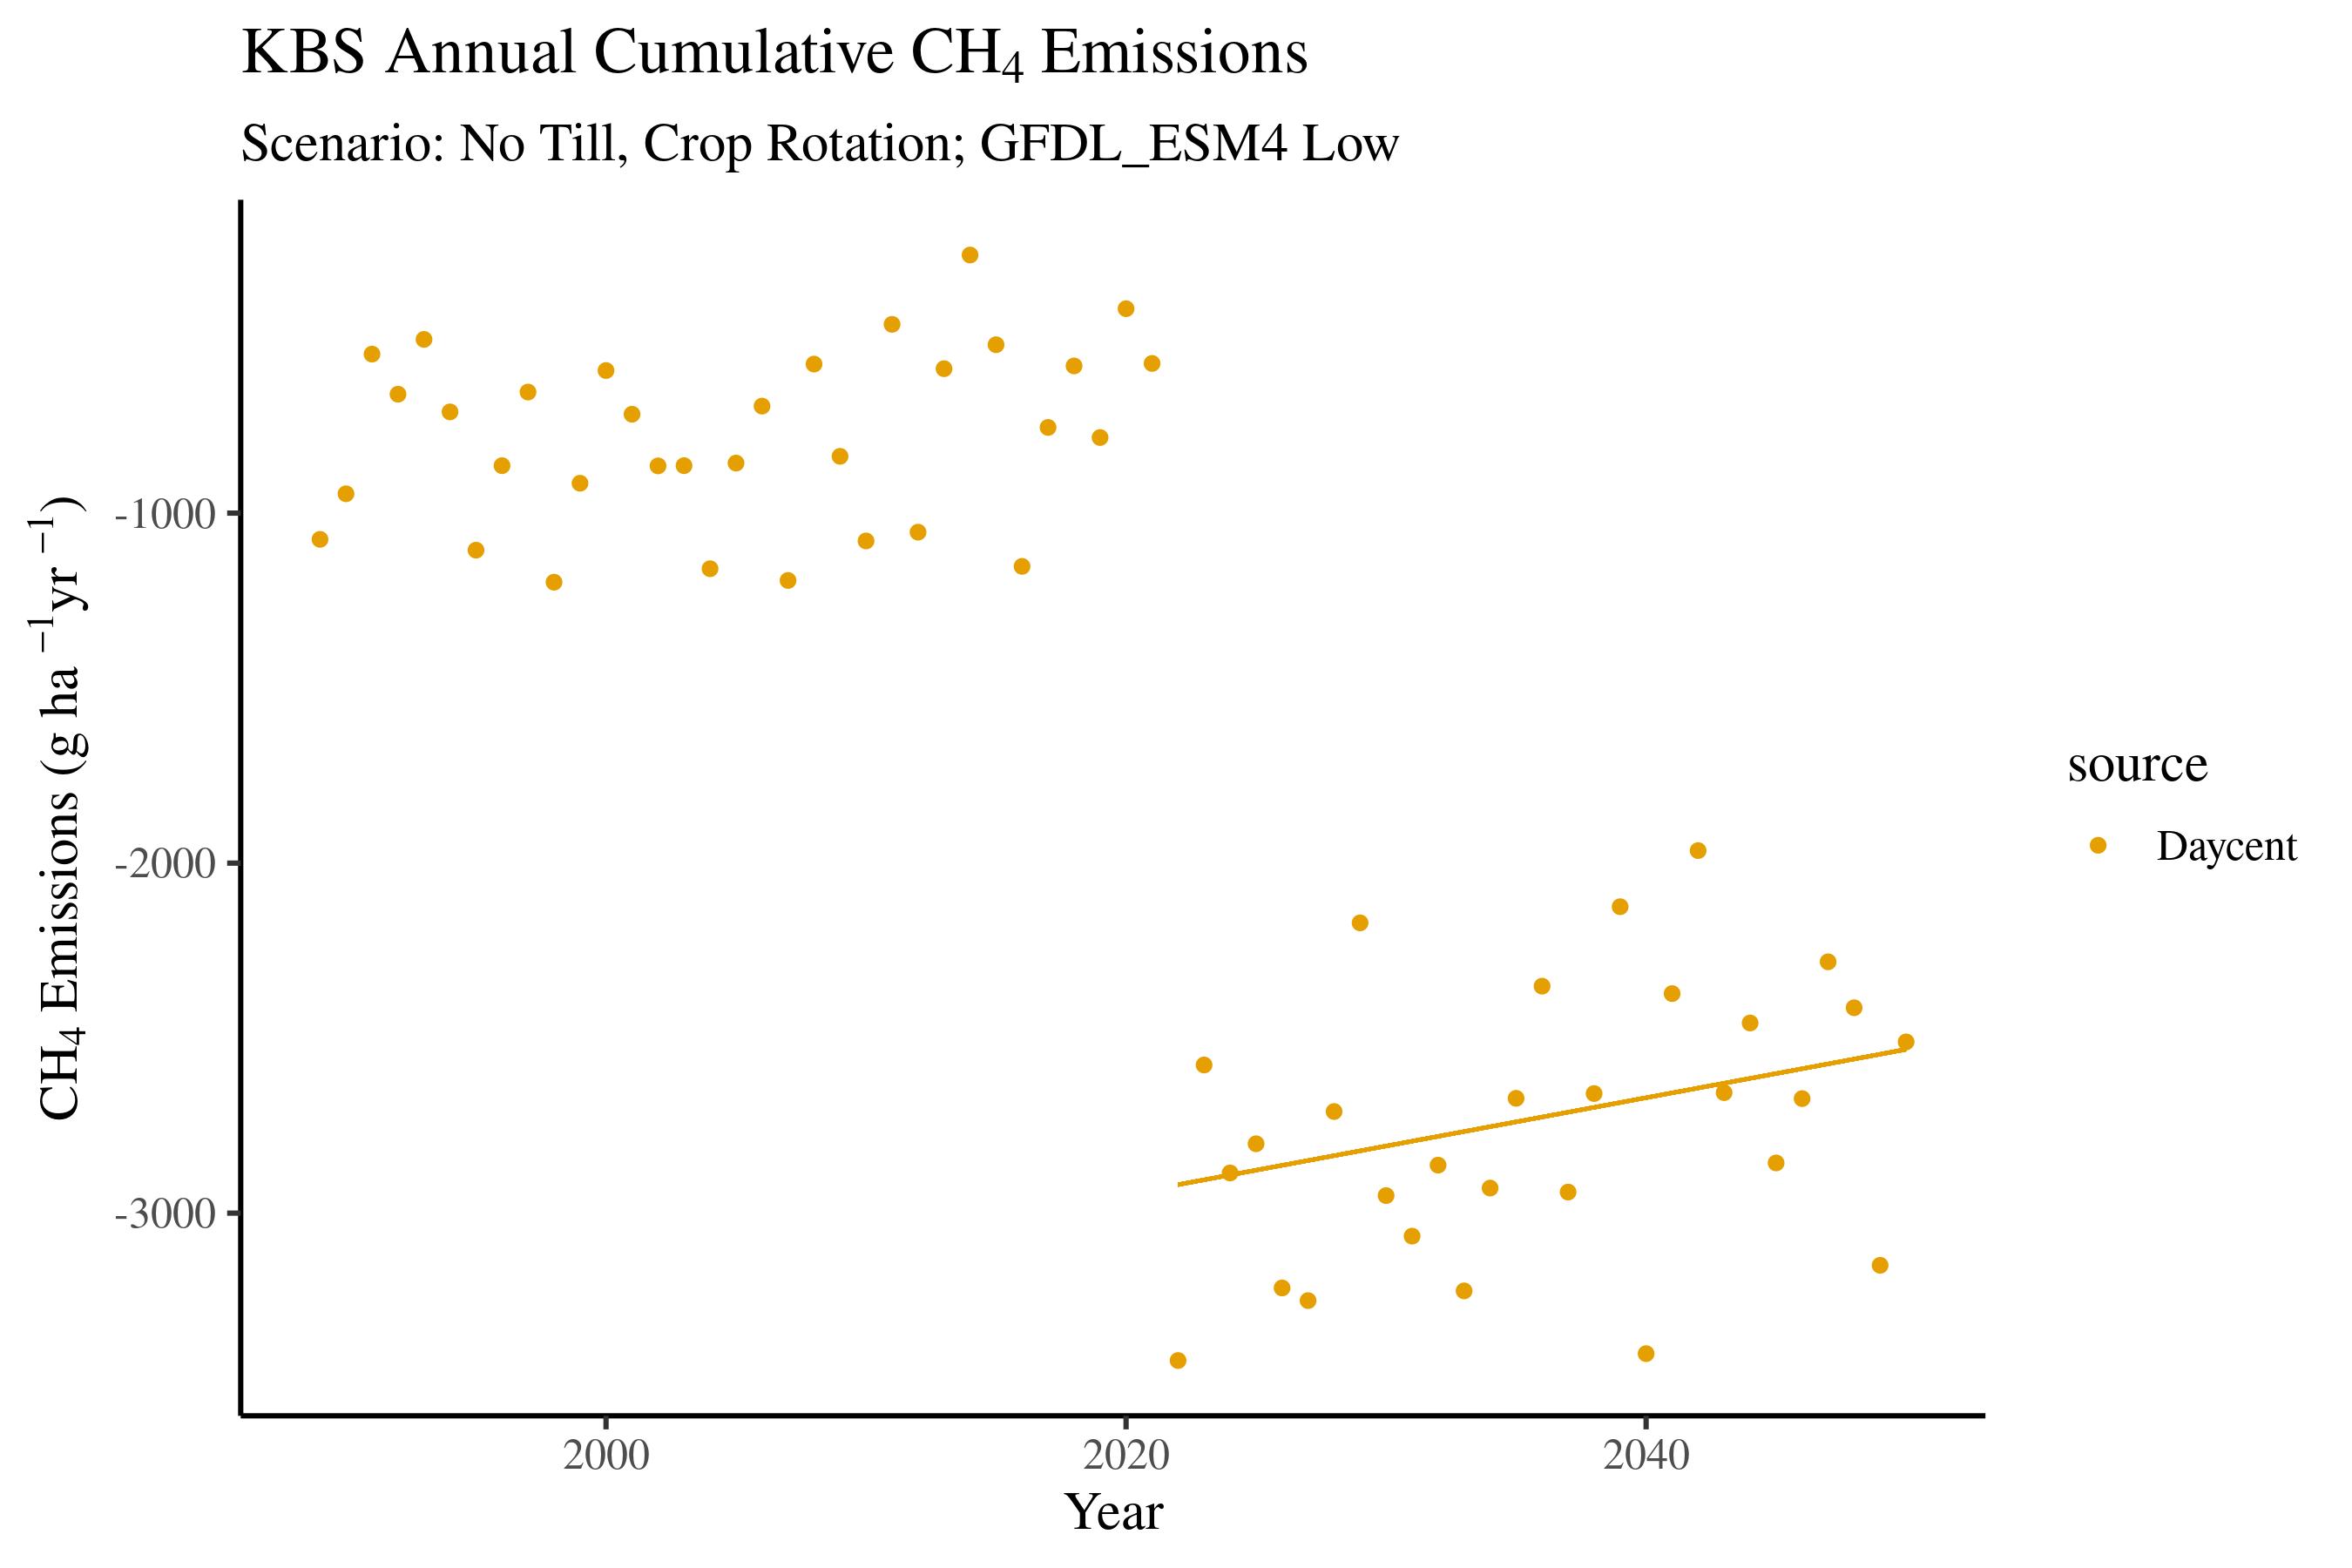 KBS Annual Cumulative CH₄ Emissions
Scenario: No Till, Crop Rotation; GFDL_ESM4 Low
CH₄ Emissions (g ha⁻¹yr⁻¹)
-1000
-2000
-3000
2000 2020 2040
Year
source
Daycent